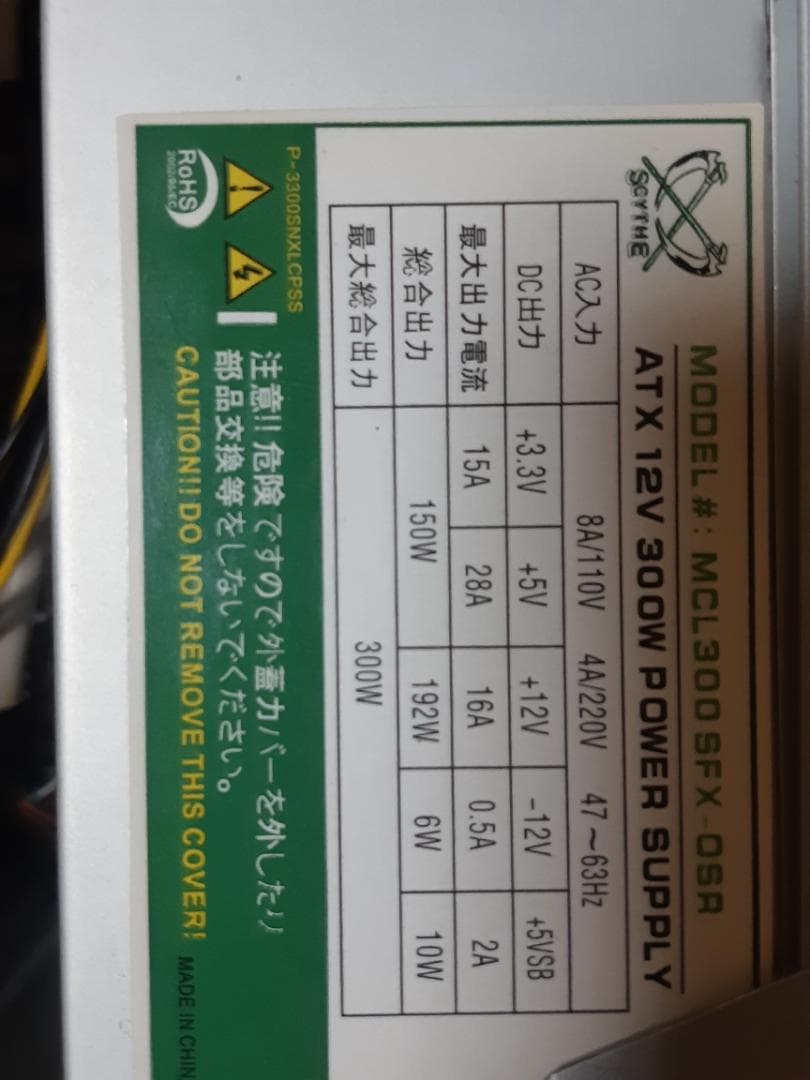 SCYTHE
MODEL #: MCL300SFX-OSR
ATX 12V 300W POWER SUPPLY
AC入力 8A/110V 4A/220V 47～63Hz
DC出力 +3.3V +5V +12V -12V +5VSB
最大出力電流 15A 28A 16A 0.5A 2A
総合出力 150W 192W 6W 10W
最大総合出力 300W
P-3300SNXLCPSS
注意!! 危険ですので外蓋カバーを外したり
部品交換等をしないでください。
CAUTION!! DO NOT REMOVE THIS COVER!
RoHS
2002/95/EC
MADE IN CHIN